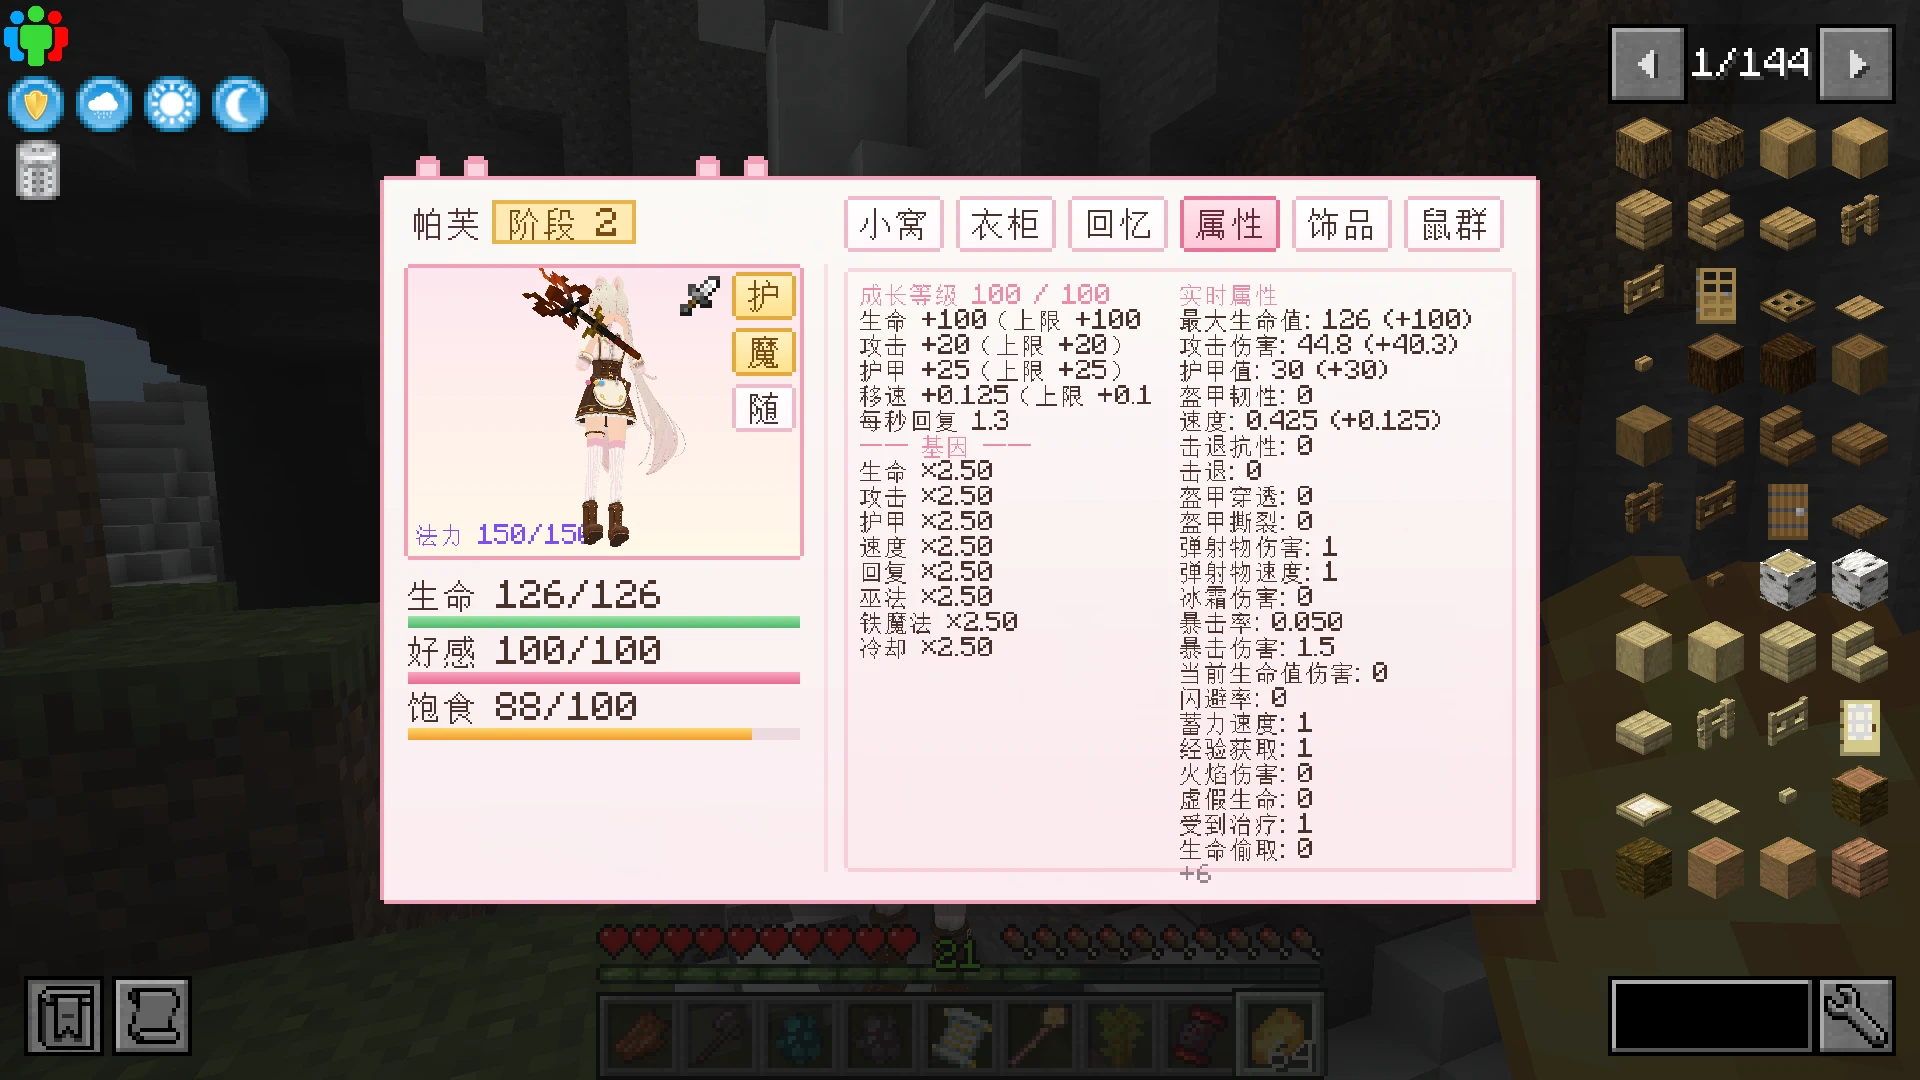 1/144
帕芙 阶段 2
小窝 衣柜 回忆 属性 饰品 鼠群
护
魔
随
法力 150/150
生命 126/126
好感 100/100
饱食 88/100
成长等级 100 / 100
生命 +100（上限 +100
攻击 +20（上限 +20）
护甲 +25（上限 +25）
移速 +0.125（上限 +0.1
每秒回复 1.3
—— 基因 ——
生命 ×2.50
攻击 ×2.50
护甲 ×2.50
速度 ×2.50
回复 ×2.50
巫法 ×2.50
铁魔法 ×2.50
冷却 ×2.50
实时属性
最大生命值: 126 (+100)
攻击伤害: 44.8 (+40.3)
护甲值: 30 (+30)
盔甲韧性: 0
速度: 0.425 (+0.125)
击退抗性: 0
击退: 0
盔甲穿透: 0
盔甲撕裂: 0
弹射物伤害: 1
弹射物速度: 1
冰霜伤害: 0
暴击率: 0.050
暴击伤害: 1.5
当前生命值伤害: 0
闪避率: 0
蓄力速度: 1
经验获取: 1
火焰伤害: 0
虚假生命: 0
受到治疗: 1
生命偷取: 0
+6
21
64